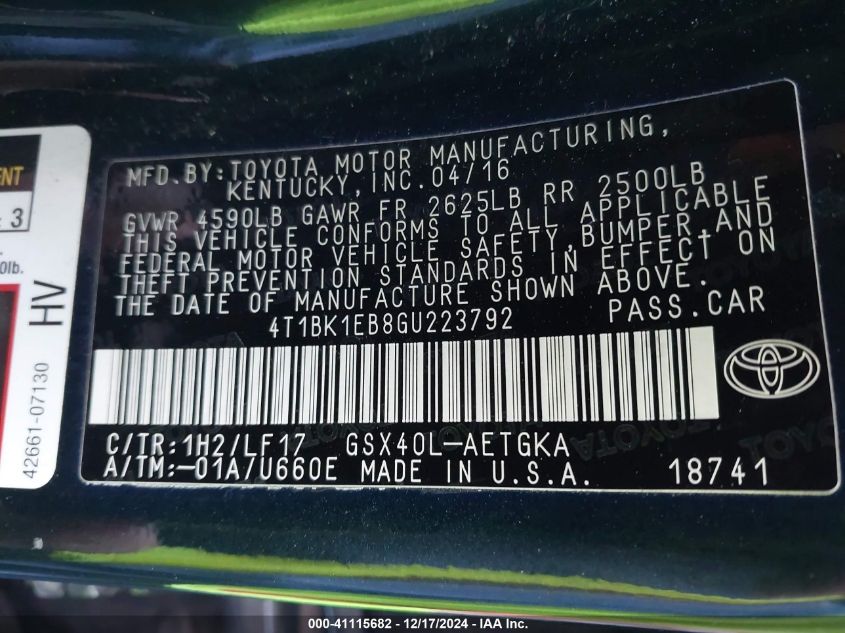 MFD. BY: TOYOTA MOTOR MANUFACTURING,
KENTUCKY, INC. 04/16
GVWR 4590LB GAWR FR 2625LB RR 2500LB
THIS VEHICLE CONFORMS TO ALL APPLICABLE
FEDERAL MOTOR VEHICLE SAFETY, BUMPER, AND
THEFT PREVENTION STANDARDS IN EFFECT ON
THE DATE OF MANUFACTURE SHOWN ABOVE.
4T1BK1EB8GU223792 PASS. CAR
C/TR: 1H2/LF17 GSX40L-AETGKA
A/TM: -01A/U660E MADE IN U.S.A. 18741
3
0lb.
HV
42661-07130
000-41115682 / 12/17/2024 - IAA Inc.